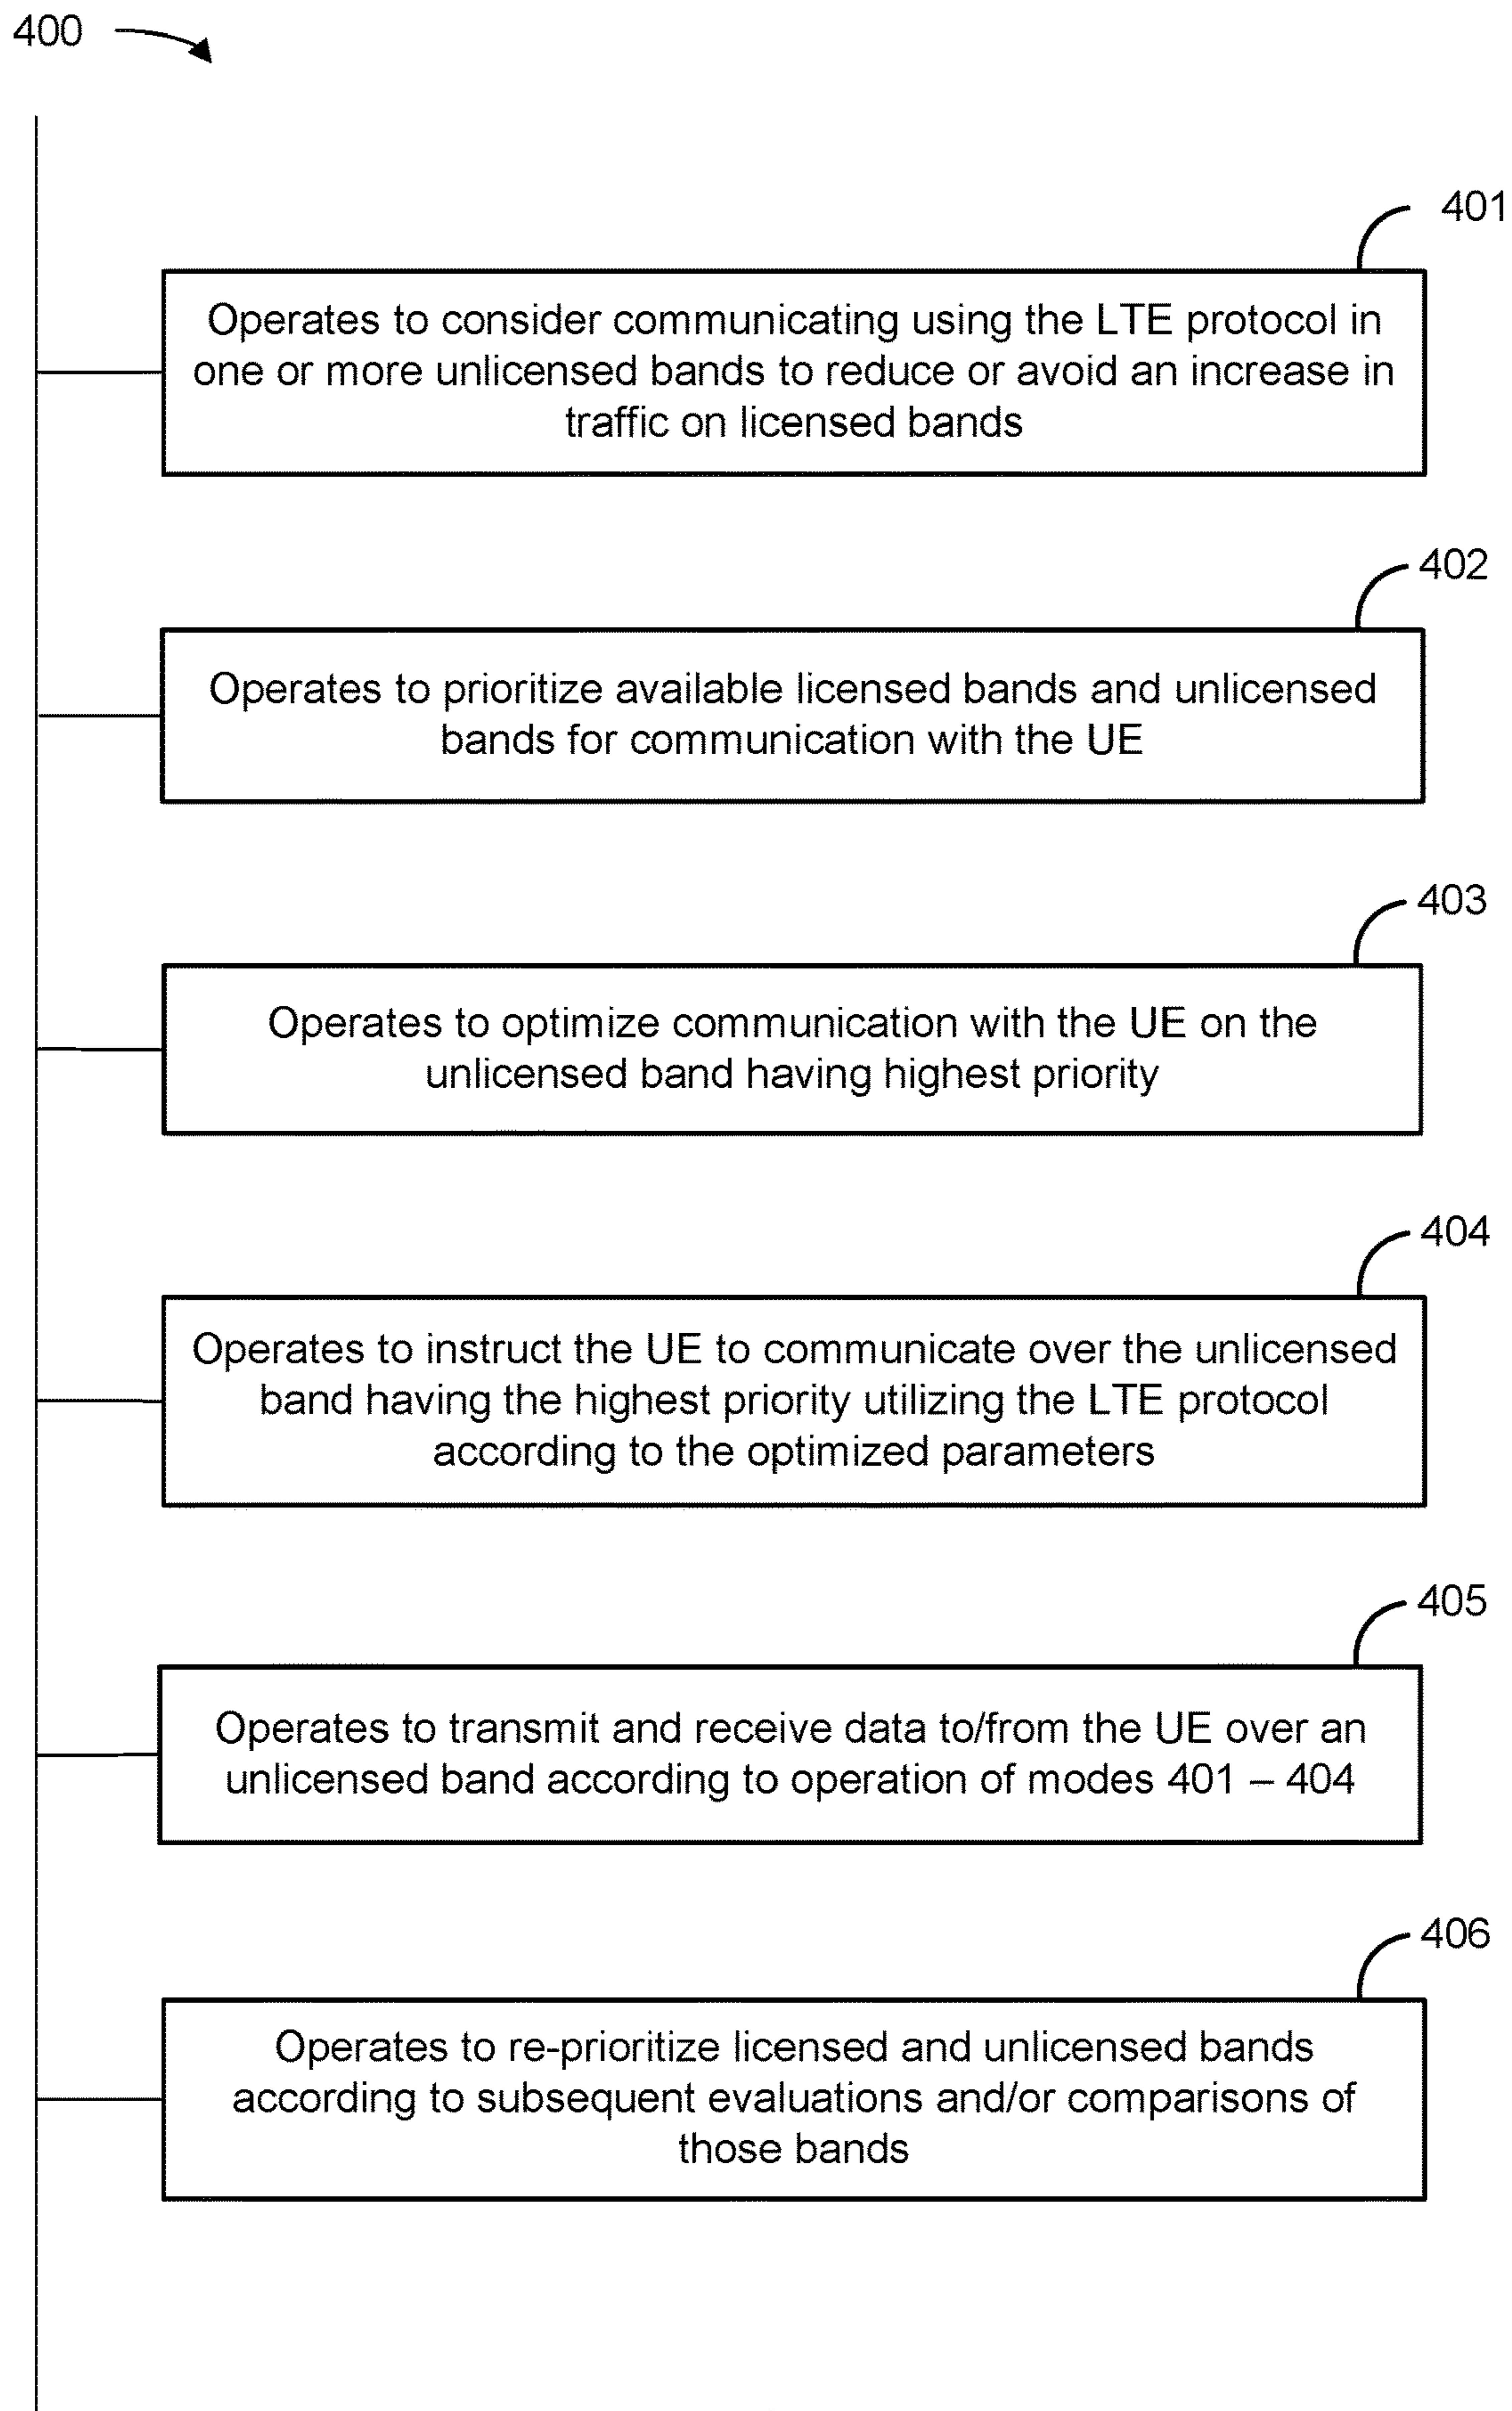 400
401
Operates to consider communicating using the LTE protocol in
one or more unlicensed bands to reduce or avoid an increase in
traffic on licensed bands
402
Operates to prioritize available licensed bands and unlicensed
bands for communication with the UE
403
Operates to optimize communication with the UE on the
unlicensed band having highest priority
404
Operates to instruct the UE to communicate over the unlicensed
band having the highest priority utilizing the LTE protocol
according to the optimized parameters
405
Operates to transmit and receive data to/from the UE over an
unlicensed band according to operation of modes 401 – 404
406
Operates to re-prioritize licensed and unlicensed bands
according to subsequent evaluations and/or comparisons of
those bands